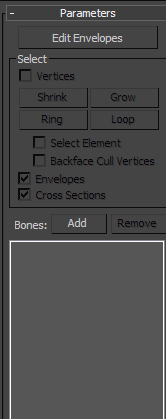 - Parameters
Edit Envelopes
Select
Vertices
Shrink Grow
Ring Loop
Select Element
Backface Cull Vertices
Envelopes
Cross Sections
Bones: Add Remove